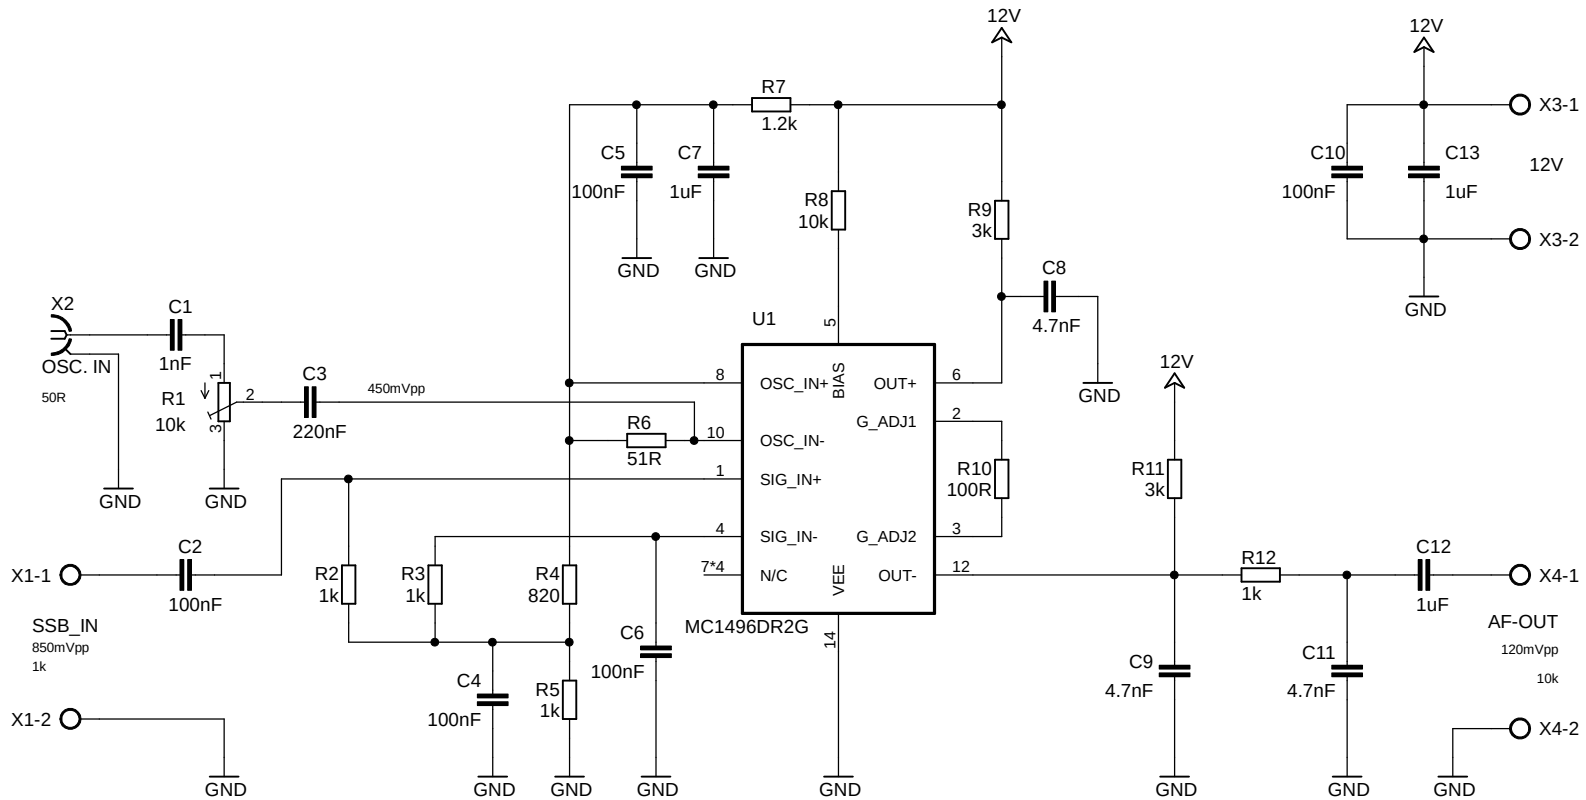 12V
12V
R7
1.2k
X3-1
C5
100nF
C7
1uF
C10
100nF
C13
1uF
12V
R8
10k
R9
3k
X3-2
GND
GND
C8
4.7nF
GND
X2
OSC. IN
50R
C1
1nF
U1
5
12V
R1
10k
1
2
3
C3
220nF
450mVpp
8
OSC_IN+
BIAS
OUT+
6
GND
2
G_ADJ1
R6
51R
10
OSC_IN-
1
SIG_IN+
R10
100R
R11
3k
GND
GND
4
SIG_IN-
G_ADJ2
3
X1-1
C2
100nF
R2
1k
R3
1k
R4
820
7*4
N/C
VEE
OUT-
12
R12
1k
C12
1uF
X4-1
SSB_IN
850mVpp
1k
MC1496DR2G
14
AF-OUT
120mVpp
10k
C6
100nF
C4
100nF
R5
1k
C9
4.7nF
C11
4.7nF
X1-2
X4-2
GND
GND
GND
GND
GND
GND
GND
GND